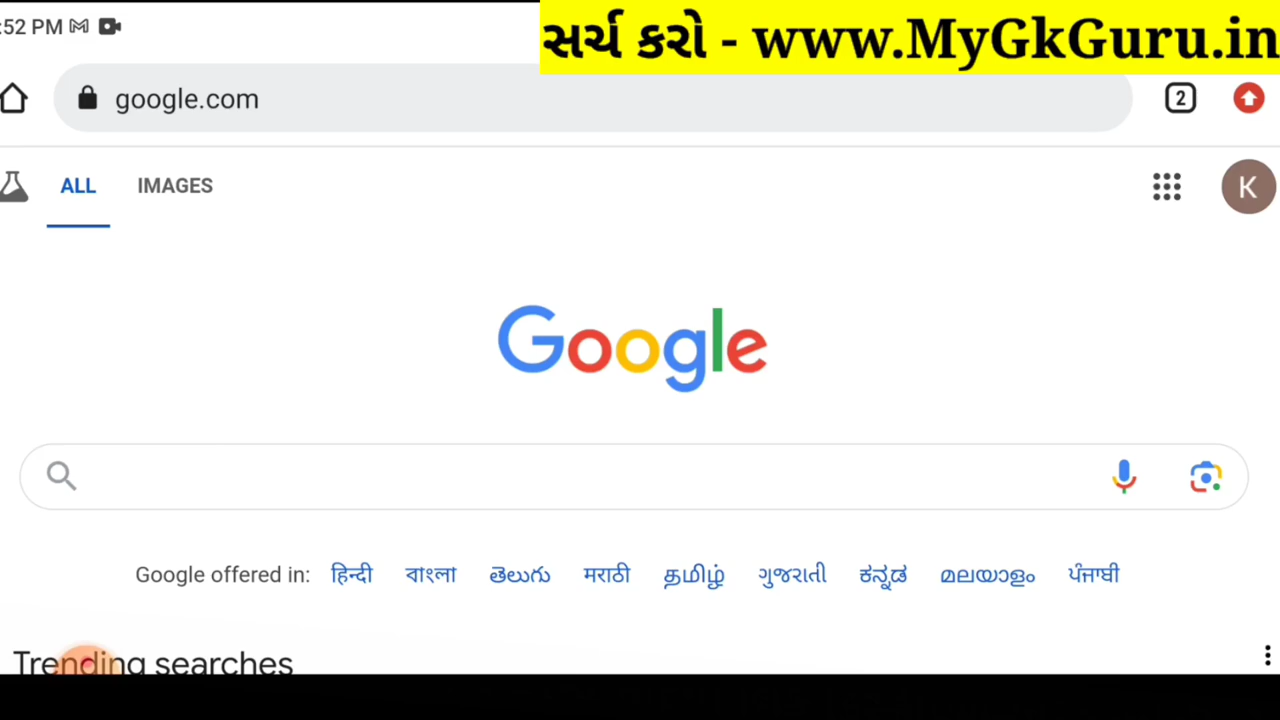 :52 PM
સર્ચ કરો - www.MyGkGuru.in
google.com
2
ALL IMAGES
K
Google
Google offered in: हिन्दी বাংলা తెలుగు मराठी தமிழ் ગુજરાતી ಕನ್ನಡ മലയാളം ਪੰਜਾਬੀ
Trending searches